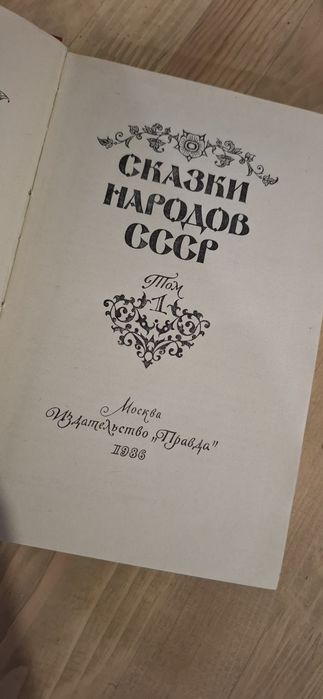 СКАЗКИ
НАРОДОВ
СССР
Том
1
Москва
Издательство „Правда"
1986